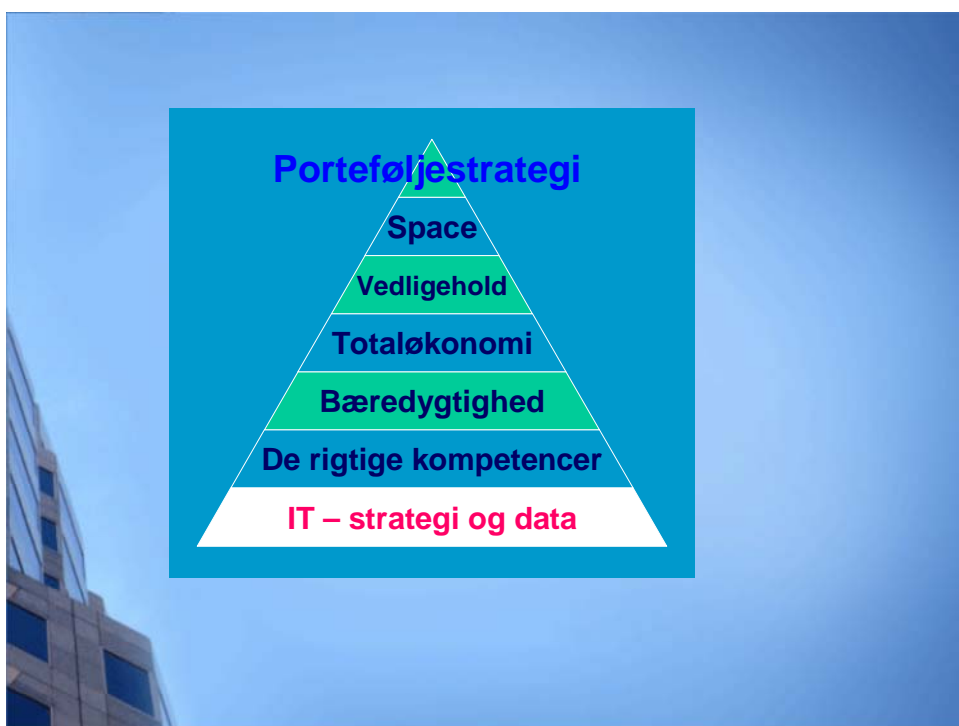 Porteføljestrategi
Space
Vedligehold
Totaløkonomi
Bæredygtighed
De rigtige kompetencer
IT – strategi og data